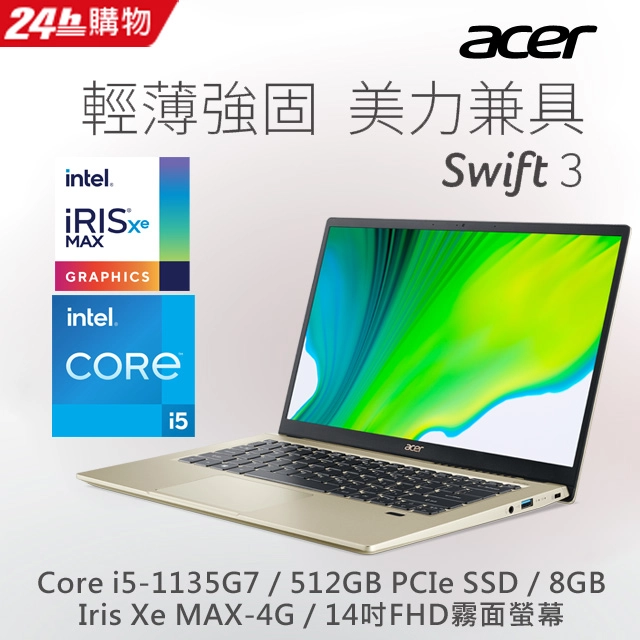 24h購物
acer
輕薄強固 美力兼具
Swift 3
intel.
iRIS Xe
MAX
GRAPHICS
intel.
CORE
i5
acer
Core i5-1135G7 / 512GB PCIe SSD / 8GB
Iris Xe MAX-4G / 14吋FHD霧面螢幕